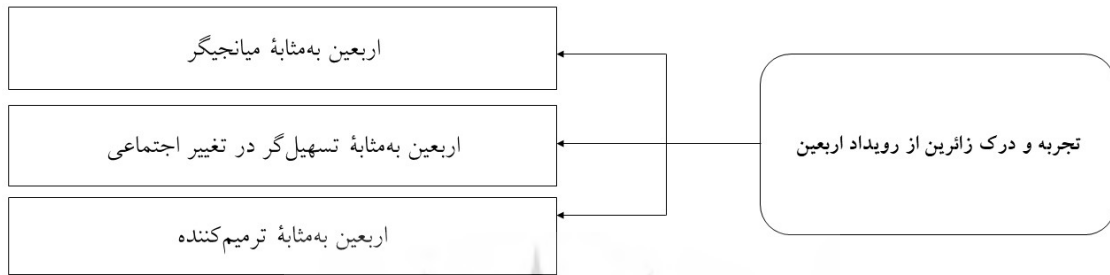 تجربه و درک زائرین از رویداد اربعین
اربعین به‌مثابهٔ میانجیگر
اربعین به‌مثابهٔ تسهیل‌گر در تغییر اجتماعی
اربعین به‌مثابهٔ ترمیم‌کننده